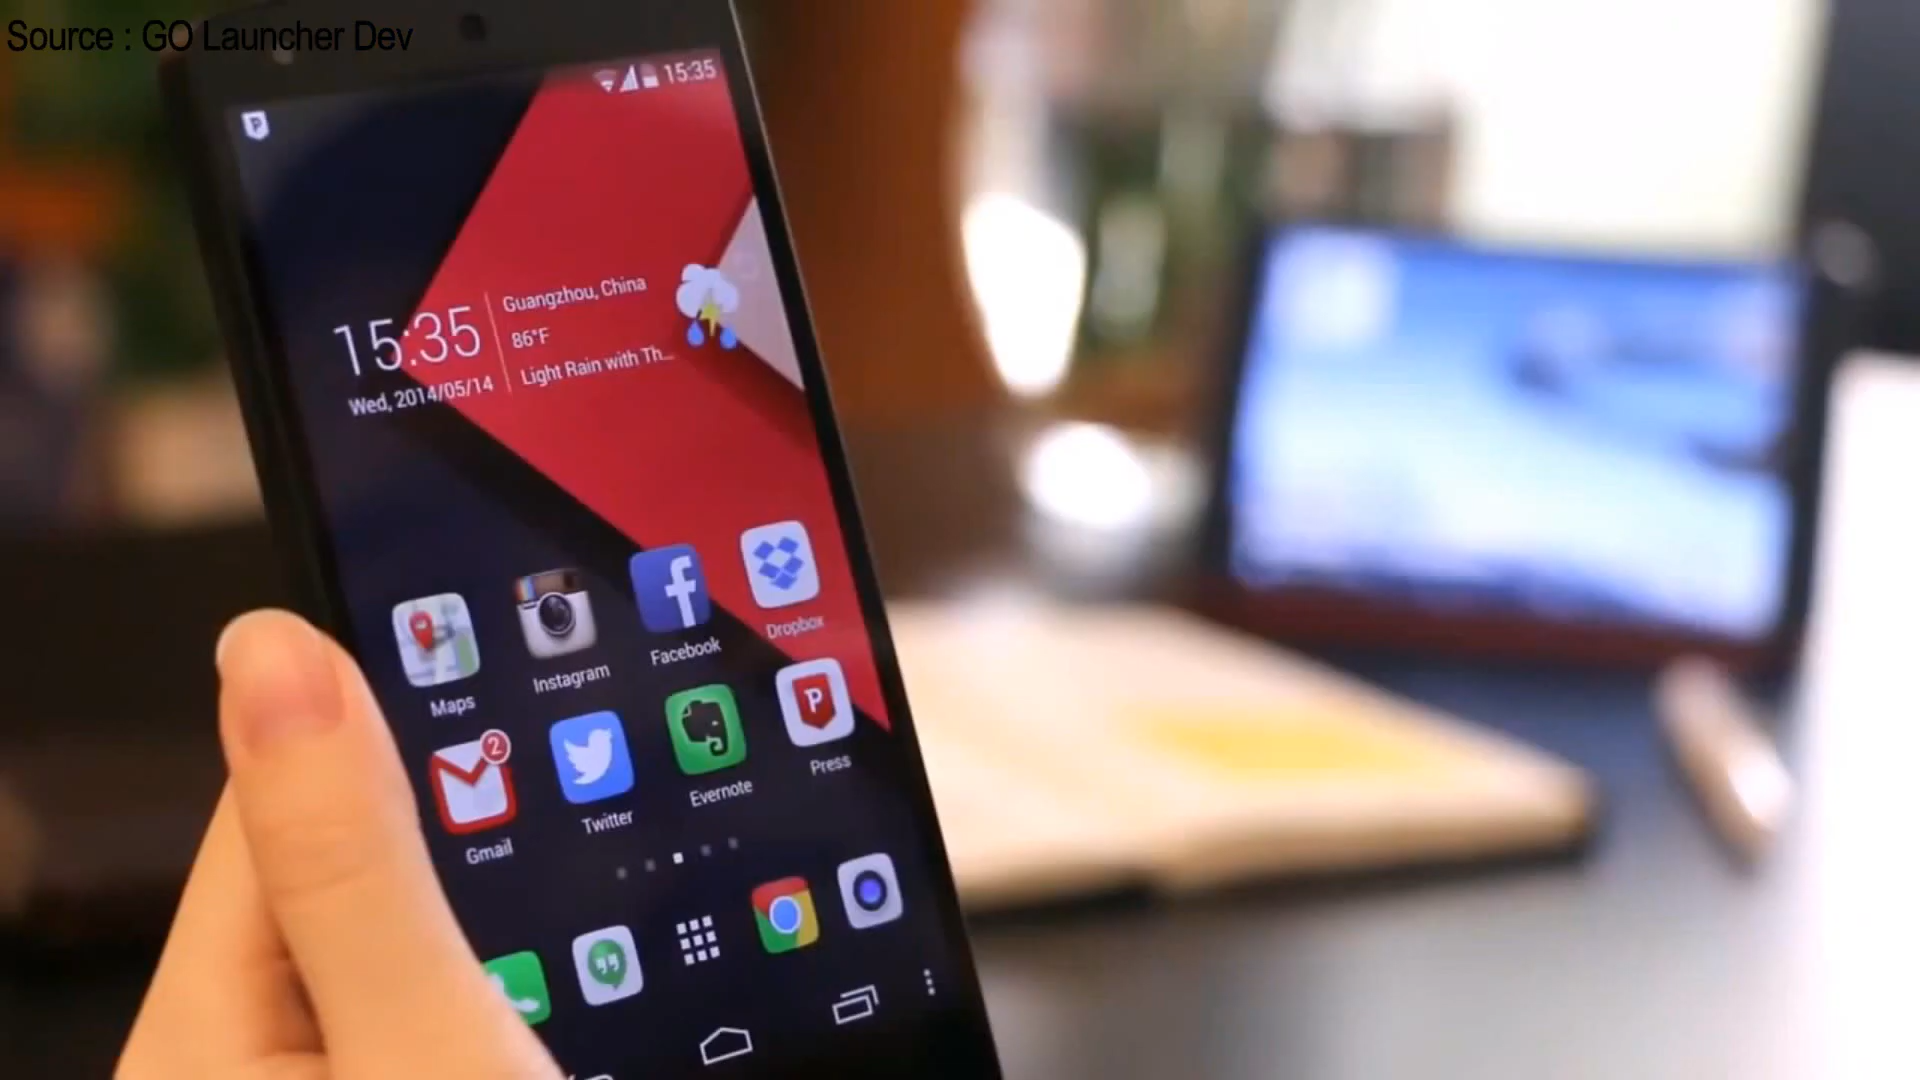 Source : GO Launcher Dev
15:35
15:35
Wed, 2014/05/14
Guangzhou, China
86°F
Light Rain with Th...
Maps
Instagram
Facebook
Dropbox
2
Gmail
Twitter
Evernote
Press